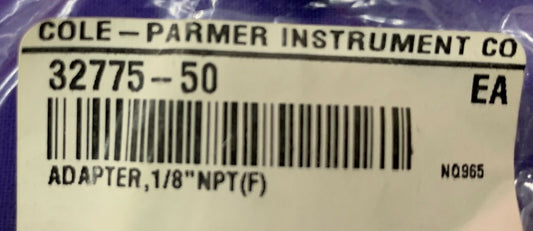 COLE-PARMER INSTRUMENT CO
32775-50 EA
ADAPTER,1/8"NPT(F) NQ965